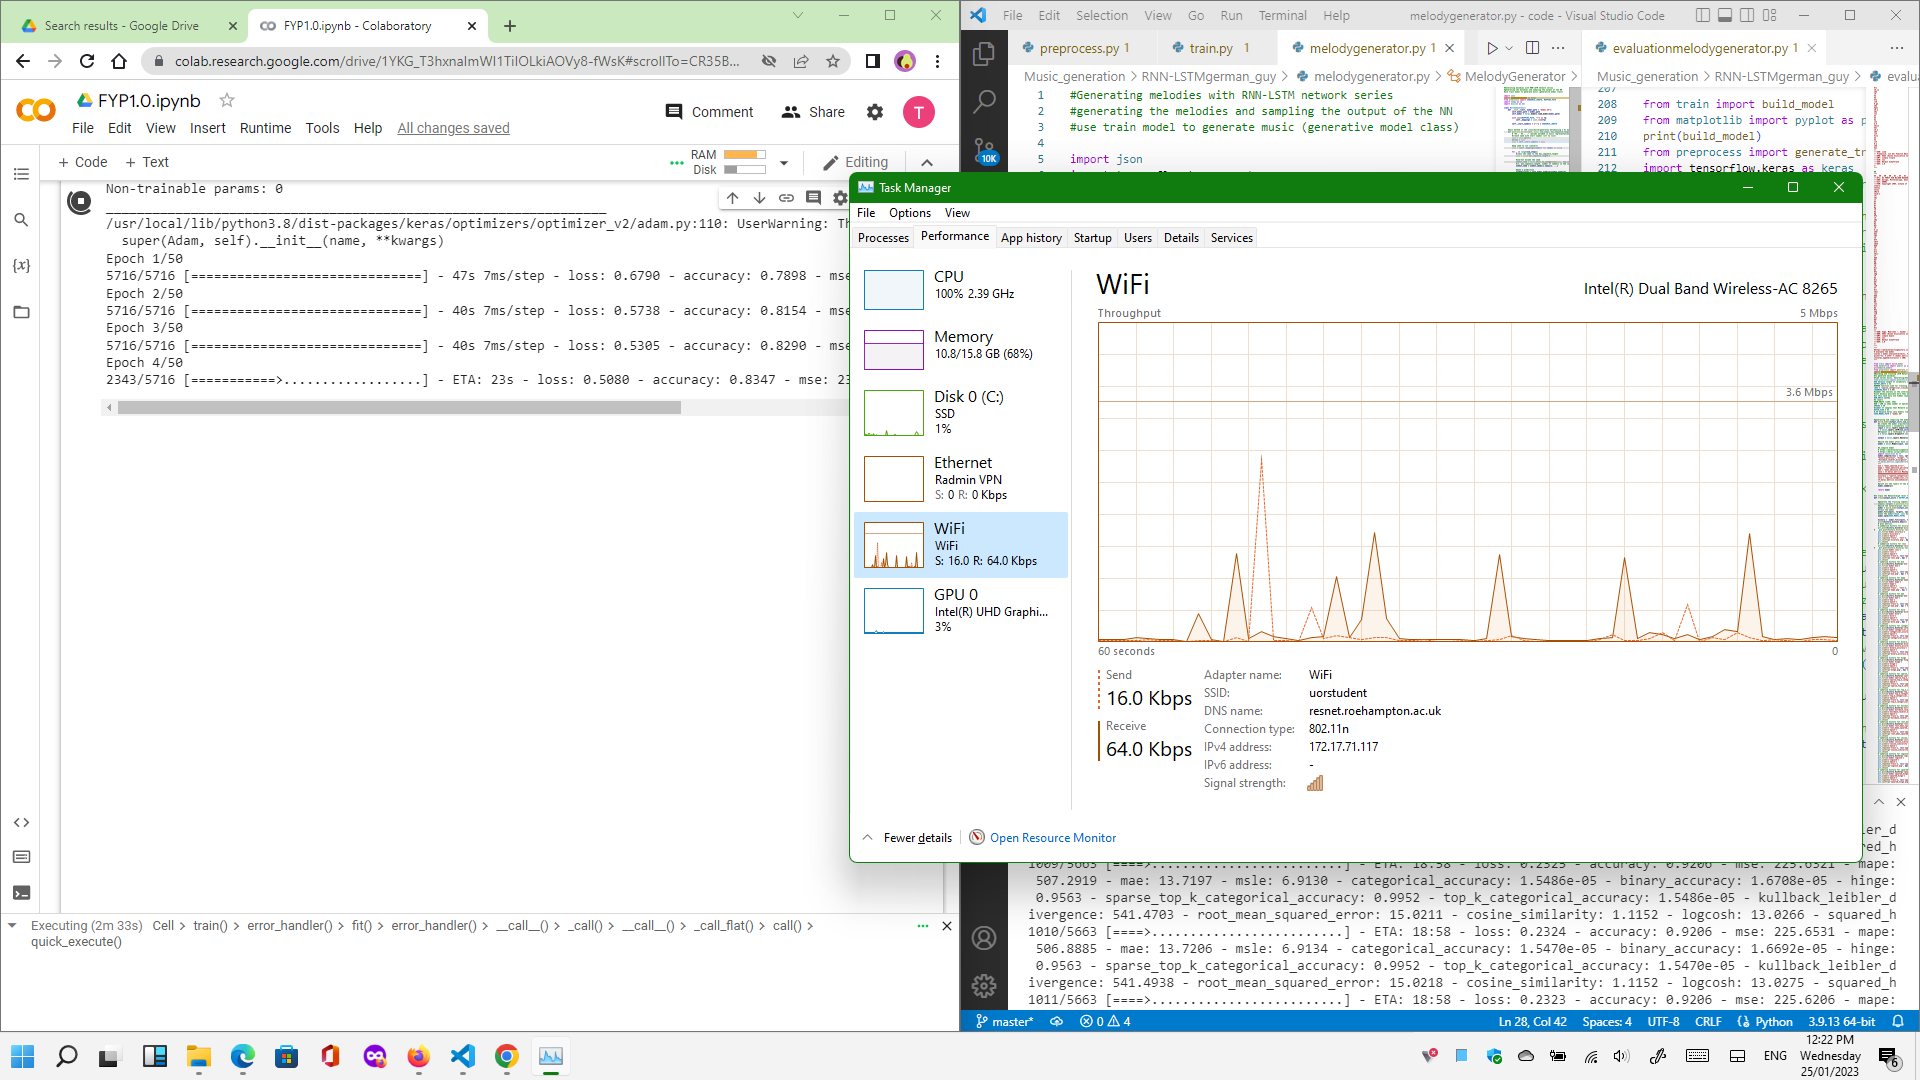 Search results - Google Drive
FYP1.0.ipynb - Colaboratory
colab.research.google.com/drive/
FYP1.0.ipynb
File Edit View Insert Runtime Tools Help All changes saved
Comment
Share
T
+ Code + Text
RAM
Disk
Editing
Non-trainable params: 0
/usr/local/lib/python3.8/dist-packages/keras/optimizers/optimizer_v2/adam.py:110: UserWarning:
super(Adam, self).__init__(name, **kwargs)
Epoch 1/50
5716/5716 [==============================] - 47s 7ms/step - loss: 0.6790 - accuracy: 0.7898 - mse
Epoch 2/50
5716/5716 [==============================] - 40s 7ms/step - loss: 0.5738 - accuracy: 0.8154 - mse
Epoch 3/50
5716/5716 [==============================] - 40s 7ms/step - loss: 0.5305 - accuracy: 0.8290 - mse
Epoch 4/50
2343/5716 [===========>..................] - ETA: 23s - loss: 0.5080 - accuracy: 0.8347 - mse: 23
Executing (2m 33s) Cell > train() > error_handler() > fit() > error_handler() > __call__() > _call() > __call__() > _call_flat() > call() >
quick_execute()
File Edit Selection View Go Run Terminal Help
melodygenerator.py - code - Visual Studio Code
preprocess.py 1
train.py 1
melodygenerator.py 1
evaluationmelodygenerator.py 1
Music_generation > RNN-LSTMgerman_guy > melodygenerator.py > MelodyGenerator >
Music_generation > RNN-LSTMgerman_guy >
1 #Generating melodies with RNN-LSTM network series
2 #generating the melodies and sampling the output of the NN
3 #use train model to generate music (generative model class)
4
5 import json
10K
207
208 from train import build_model
209 from matplotlib import pyplot as p
210 print(build_model)
211 from preprocess import generate_tr
212 import tensorflow.keras as keras
Task Manager
File Options View
Processes Performance App history Startup Users Details Services
CPU
100% 2.39 GHz
Memory
10.8/15.8 GB (68%)
Disk 0 (C:)
SSD
1%
Ethernet
Radmin VPN
S: 0 R: 0 Kbps
WiFi
WiFi
S: 16.0 R: 64.0 Kbps
GPU 0
Intel(R) UHD Graphi...
3%
WiFi
Intel(R) Dual Band Wireless-AC 8265
Throughput
5 Mbps
3.6 Mbps
60 seconds
0
Send
16.0 Kbps
Receive
64.0 Kbps
Adapter name: WiFi
SSID: uorstudent
DNS name: resnet.roehampton.ac.uk
Connection type: 802.11n
IPv4 address: 172.17.71.117
IPv6 address: -
Signal strength:
Fewer details
Open Resource Monitor
1009/5663 [====>.........................] - ETA: 18:58 - loss: 0.2325 - accuracy: 0.9206 - mse: 225.6321 - mape:
507.2919 - mae: 13.7197 - msle: 6.9130 - categorical_accuracy: 1.5486e-05 - binary_accuracy: 1.6708e-05 - hinge:
0.9563 - sparse_top_k_categorical_accuracy: 0.9952 - top_k_categorical_accuracy: 1.5486e-05 - kullback_leibler_d
ivergence: 541.4703 - root_mean_squared_error: 15.0211 - cosine_similarity: 1.1152 - logcosh: 13.0266 - squared_h
1010/5663 [====>.........................] - ETA: 18:58 - loss: 0.2324 - accuracy: 0.9206 - mse: 225.6531 - mape:
506.8885 - mae: 13.7206 - msle: 6.9134 - categorical_accuracy: 1.5470e-05 - binary_accuracy: 1.6692e-05 - hinge:
0.9563 - sparse_top_k_categorical_accuracy: 0.9952 - top_k_categorical_accuracy: 1.5470e-05 - kullback_leibler_d
ivergence: 541.4938 - root_mean_squared_error: 15.0218 - cosine_similarity: 1.1152 - logcosh: 13.0275 - squared_h
1011/5663 [====>.........................] - ETA: 18:58 - loss: 0.2323 - accuracy: 0.9206 - mse: 225.6206 - mape:
master* 0 4 Ln 28, Col 42 Spaces: 4 UTF-8 CRLF Python 3.9.13 64-bit
ENG
12:22 PM
Wednesday
25/01/2023
6